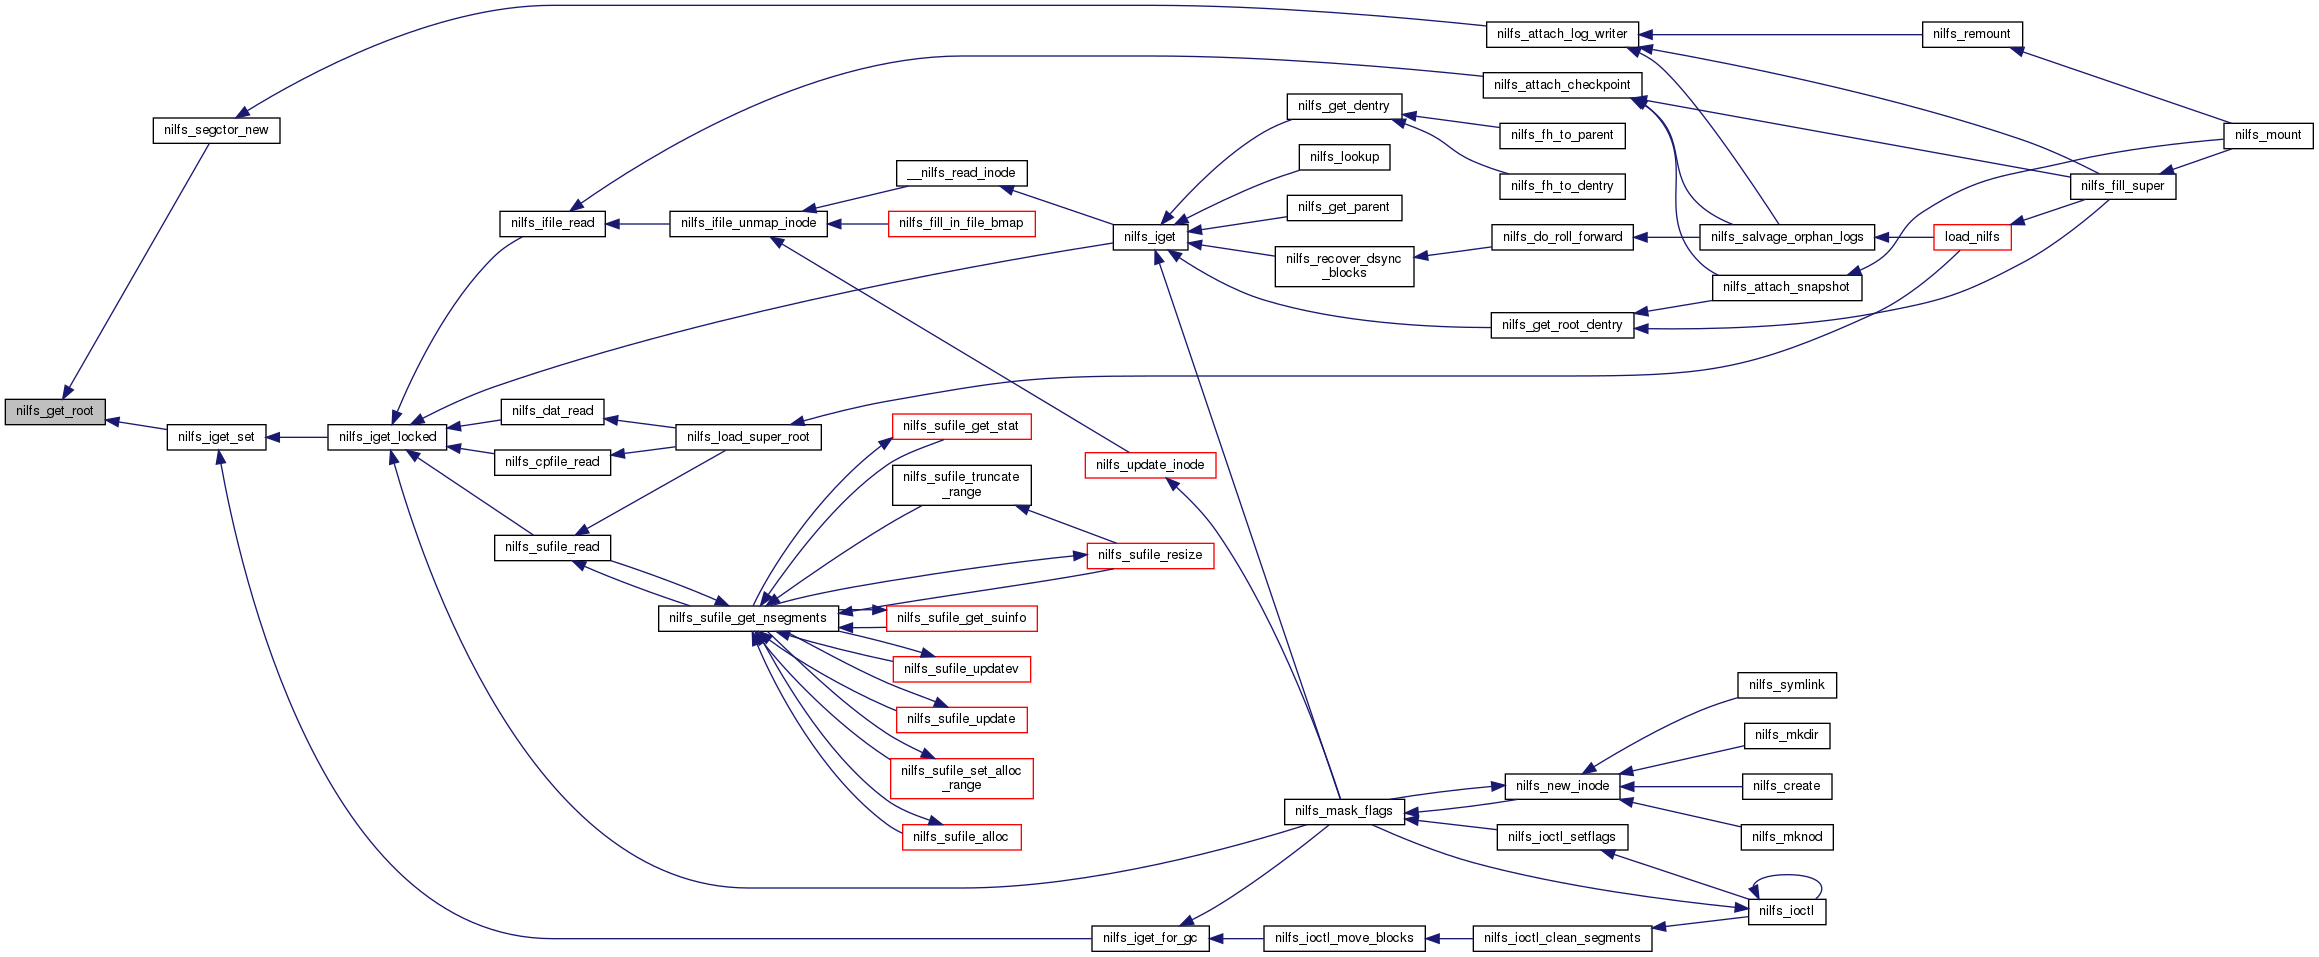 nilfs_attach_log_writer
nilfs_remount
nilfs_attach_checkpoint
nilfs_get_dentry
nilfs_segctor_new
nilfs_fh_to_parent
nilfs_mount
nilfs_lookup
__nilfs_read_inode
nilfs_fh_to_dentry
nilfs_fill_super
nilfs_get_parent
nilfs_ifile_read
nilfs_ifile_unmap_inode
nilfs_fill_in_file_bmap
nilfs_iget
nilfs_do_roll_forward
nilfs_salvage_orphan_logs
load_nilfs
nilfs_recover_dsync
_blocks
nilfs_attach_snapshot
nilfs_get_root_dentry
nilfs_get_root
nilfs_dat_read
nilfs_sufile_get_stat
nilfs_iget_set
nilfs_iget_locked
nilfs_load_super_root
nilfs_cpfile_read
nilfs_update_inode
nilfs_sufile_truncate
_range
nilfs_sufile_read
nilfs_sufile_resize
nilfs_sufile_get_nsegments
nilfs_sufile_get_suinfo
nilfs_sufile_updatev
nilfs_symlink
nilfs_sufile_update
nilfs_mkdir
nilfs_sufile_set_alloc
_range
nilfs_new_inode
nilfs_create
nilfs_mask_flags
nilfs_sufile_alloc
nilfs_ioctl_setflags
nilfs_mknod
nilfs_ioctl
nilfs_iget_for_gc
nilfs_ioctl_move_blocks
nilfs_ioctl_clean_segments